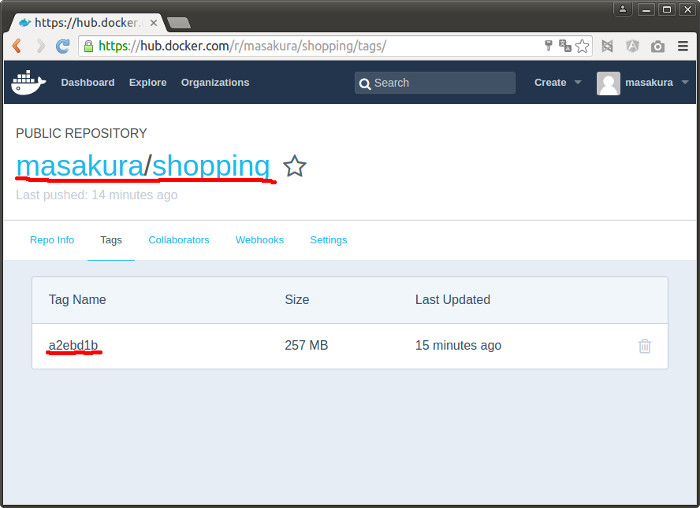 https://hub.docker.com
https://hub.docker.com/r/masakura/shopping/tags/
Dashboard Explore Organizations Search Create masakura
PUBLIC REPOSITORY
masakura/shopping
Last pushed: 14 minutes ago
Repo Info Tags Collaborators Webhooks Settings
Tag Name Size Last Updated
a2ebd1b 257 MB 15 minutes ago